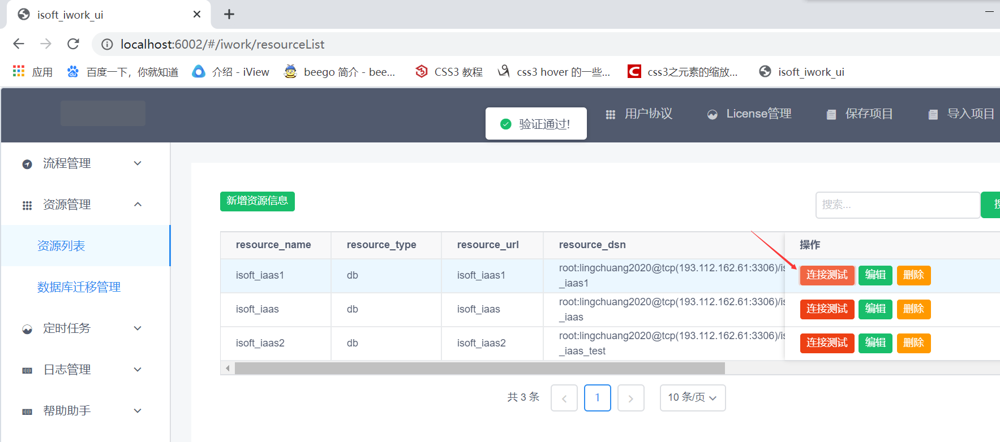 isoft_iwork_ui
localhost:6002/#/iwork/resourceList
应用 百度一下，你就知道 介绍 - iView beego 简介 - bee... CSS3 教程 css3 hover 的一些... css3之元素的缩放... isoft_iwork_ui
验证通过! 用户协议 License管理 保存项目 导入项目
流程管理
资源管理
资源列表
数据库迁移管理
定时任务
日志管理
帮助助手
新增资源信息
搜索...
resource_name resource_type resource_url resource_dsn 操作
isoft_iaas1 db isoft_iaas1 root:lingchuang2020@tcp(193.112.162.61:3306)/is
_iaas1
连接测试 编辑 删除
isoft_iaas db isoft_iaas root:lingchuang2020@tcp(193.112.162.61:3306)/is
_iaas
连接测试 编辑 删除
isoft_iaas2 db isoft_iaas2 root:lingchuang2020@tcp(193.112.162.61:3306)/is
_iaas_test
连接测试 编辑 删除
共 3 条 1 10 条/页